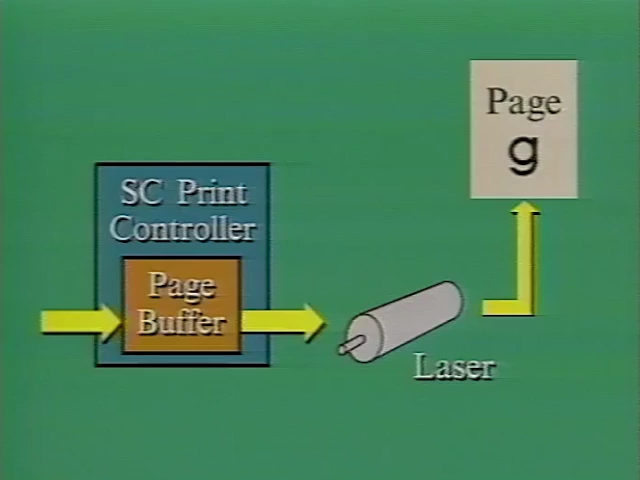 Page
g
SC Print
Controller
Page
Buffer
Laser